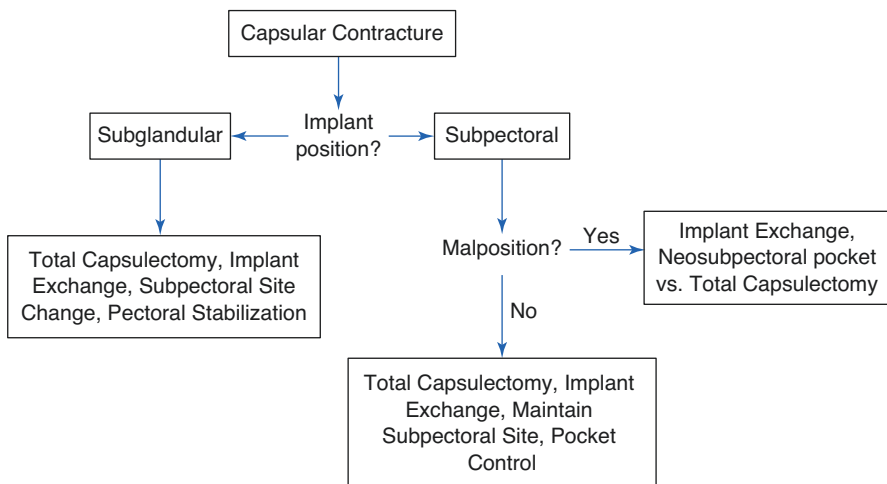 Capsular Contracture
Implant
position?
Subglandular
Subpectoral
Total Capsulectomy, Implant
Exchange, Subpectoral Site
Change, Pectoral Stabilization
Malposition?
Yes
Implant Exchange,
Neosubpectoral pocket
vs. Total Capsulectomy
No
Total Capsulectomy, Implant
Exchange, Maintain
Subpectoral Site, Pocket
Control